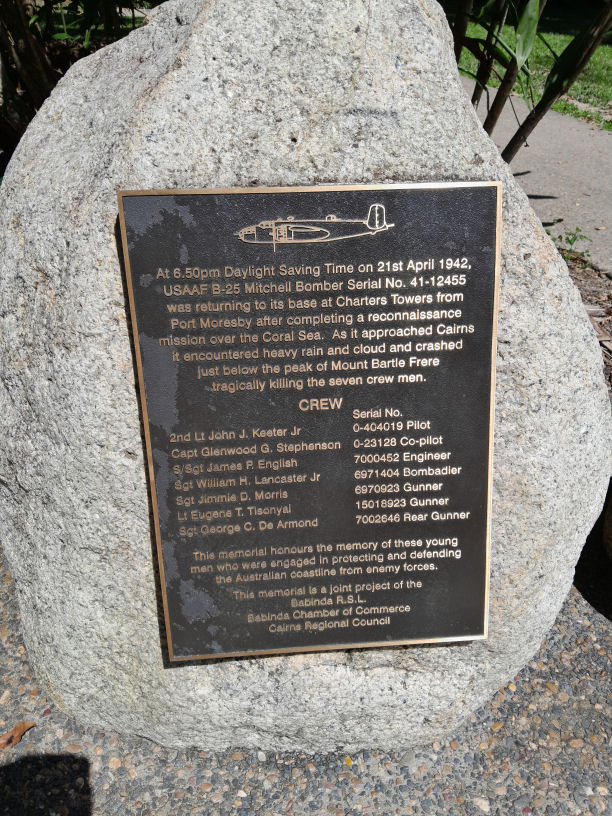 At 6.50pm Daylight Saving Time on 21st April 1942,
USAAF B-25 Mitchell Bomber Serial No. 41-12455
was returning to its base at Charters Towers from
Port Moresby after completing a reconnaissance
mission over the Coral Sea. As it approached Cairns
it encountered heavy rain and cloud and crashed
just below the peak of Mount Bartle Frere
tragically killing the seven crew men.
CREW
Serial No.
2nd Lt John J. Keeter Jr 0-404019 Pilot
Capt Glenwood G. Stephenson 0-23128 Co-pilot
S/Sgt James P. English 7000452 Engineer
Sgt William H. Lancaster Jr 6971404 Bombadier
Sgt Jimmie D. Morris 6970923 Gunner
Lt Eugene T. Tisonyai 15018923 Gunner
Sgt George C. De Armond 7002646 Rear Gunner
This memorial honours the memory of these young
men who were engaged in protecting and defending
the Australian coastline from enemy forces.
This memorial is a joint project of the
Babinda R.S.L.
Babinda Chamber of Commerce
Cairns Regional Council